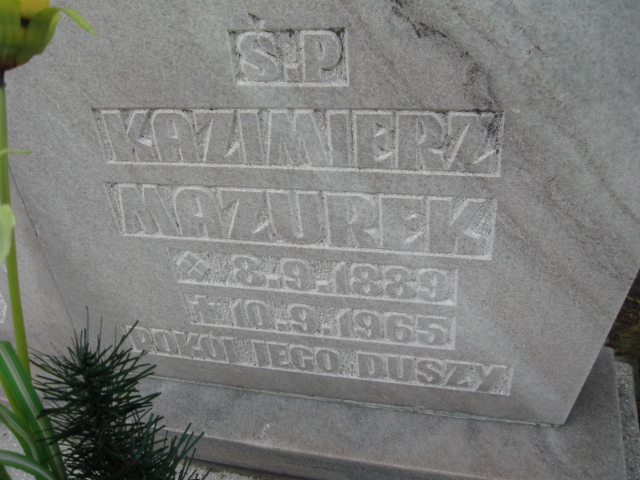 Ś.P
KAZIMIERZ
MAZUREK
8.9.1889
10.9.1965
POKÓJ JEGO DUSZY